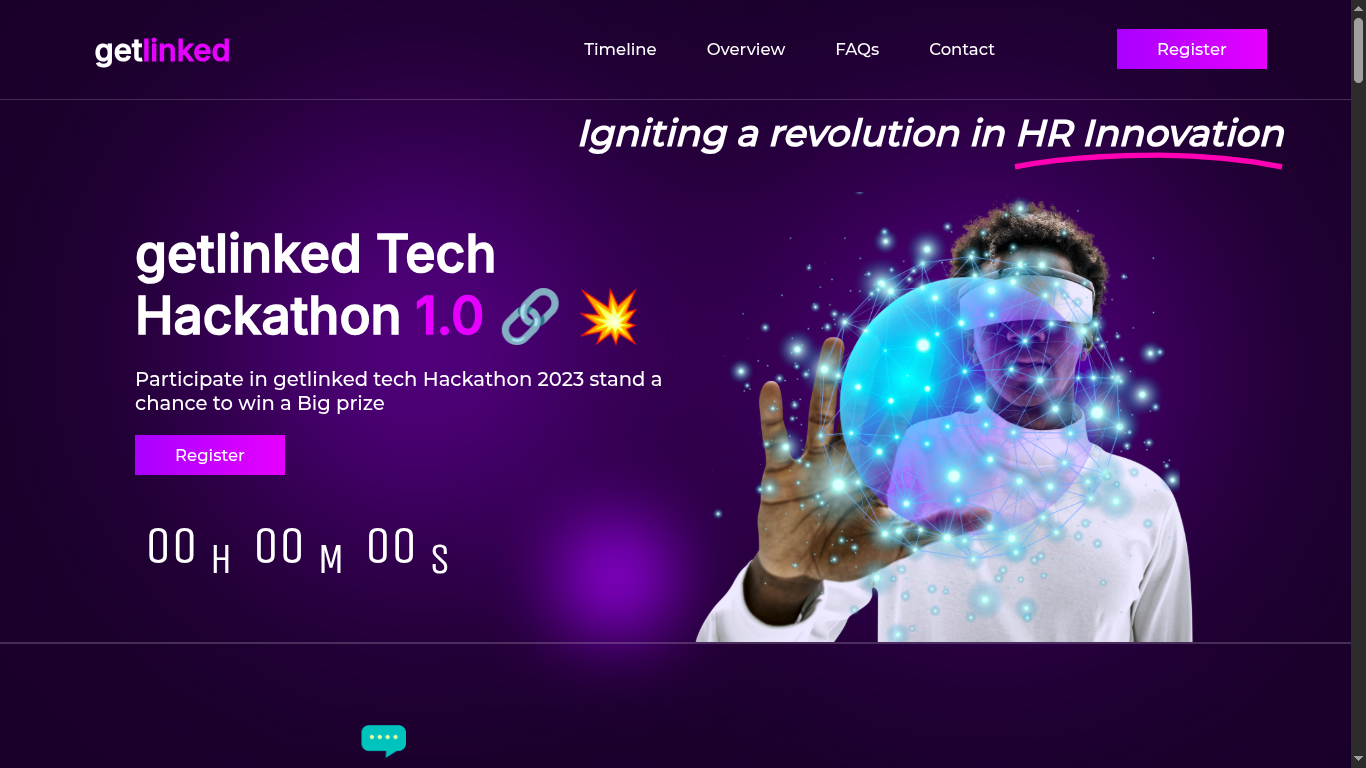 getlinked
Timeline
Overview
FAQs
Contact
Register
Igniting a revolution in HR Innovation
getlinked Tech
Hackathon 1.0 🔗 💥
Participate in getlinked tech Hackathon 2023 stand a
chance to win a Big prize
Register
00 H 00 M 00 S